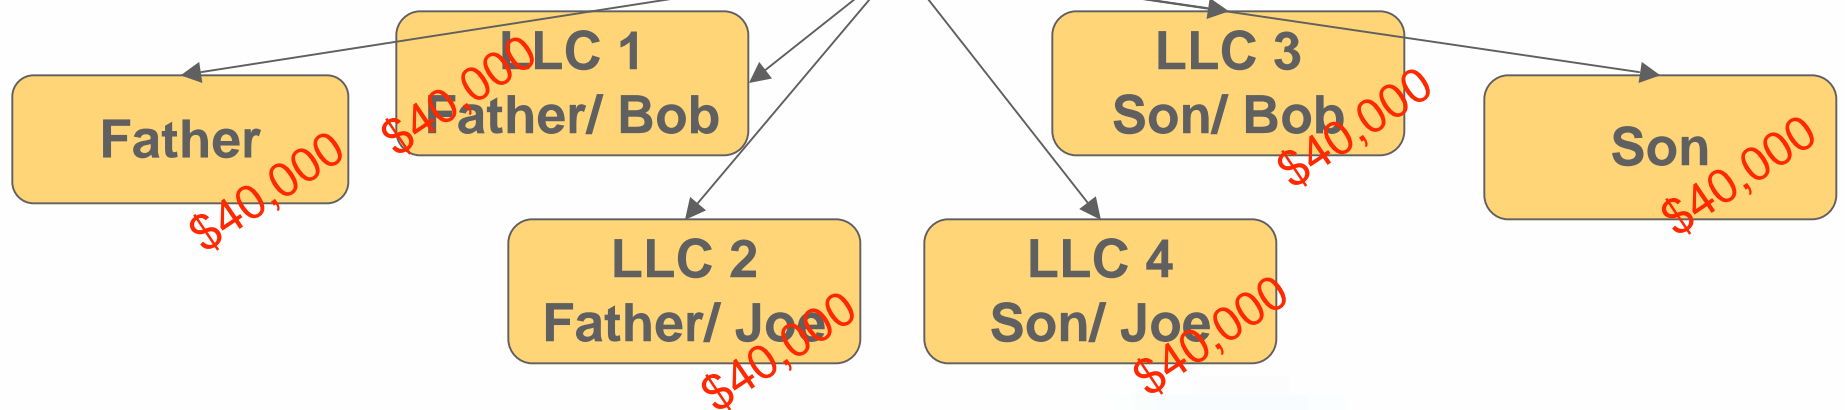 LLC 1
Father/ Bob
$40,000
LLC 3
Son/ Bob
$40,000
Father
$40,000
Son
$40,000
LLC 2
Father/ Joe
$40,000
LLC 4
Son/ Joe
$40,000